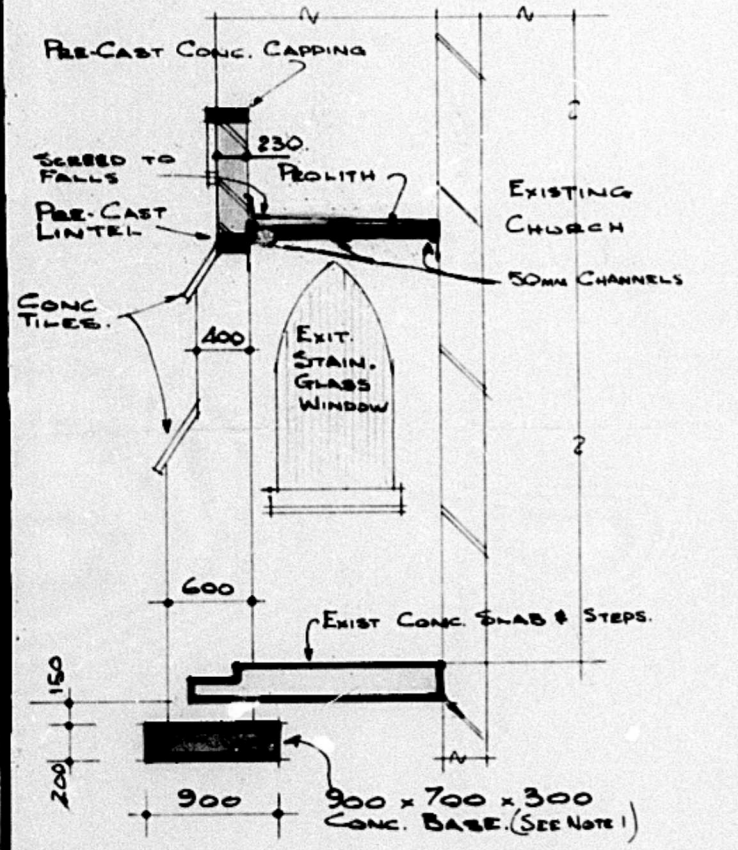 PRE-CAST CONC. CAPPING
230
SCREED TO
FALLS
PROLITH
PRE-CAST
LINTEL
EXISTING
CHURCH
50MM CHANNELS
CONC
TILES.
400
EXIT.
STAIN.
GLASS
WINDOW
600
EXIST CONC. SLAB & STEPS.
150
200
900
900 x 700 x 300
CONC. BASE. (SEE NOTE 1)